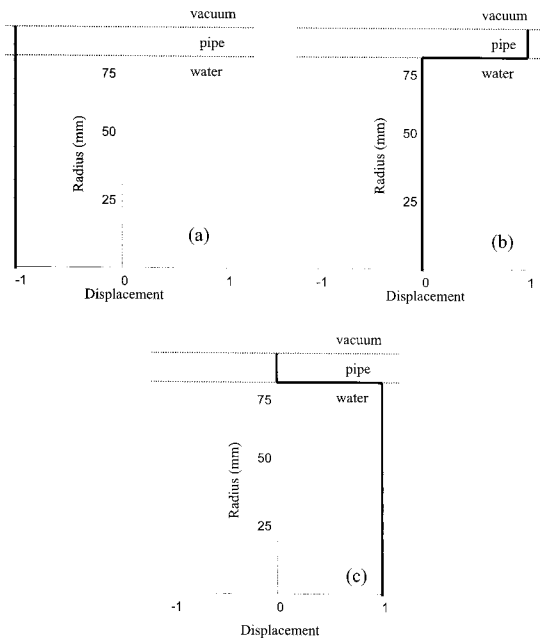 vacuum
pipe
water
75
50
25
Radius (mm)
(a)
-1
0
1
Displacement
vacuum
pipe
water
75
50
25
Radius (mm)
(b)
-1
0
1
Displacement
vacuum
pipe
water
75
50
25
Radius (mm)
(c)
-1
0
1
Displacement